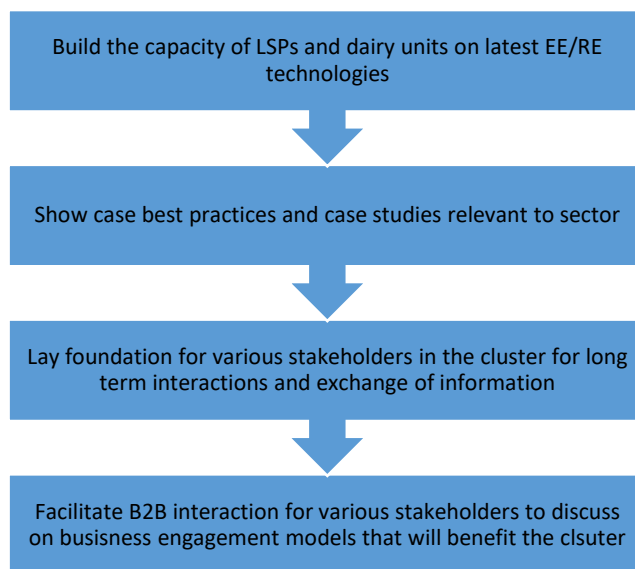 Build the capacity of LSPs and dairy units on latest EE/RE
technologies
Show case best practices and case studies relevant to sector
Lay foundation for various stakeholders in the cluster for long
term interactions and exchange of information
Facilitate B2B interaction for various stakeholders to discuss
on business engagement models that will benefit the clsuter